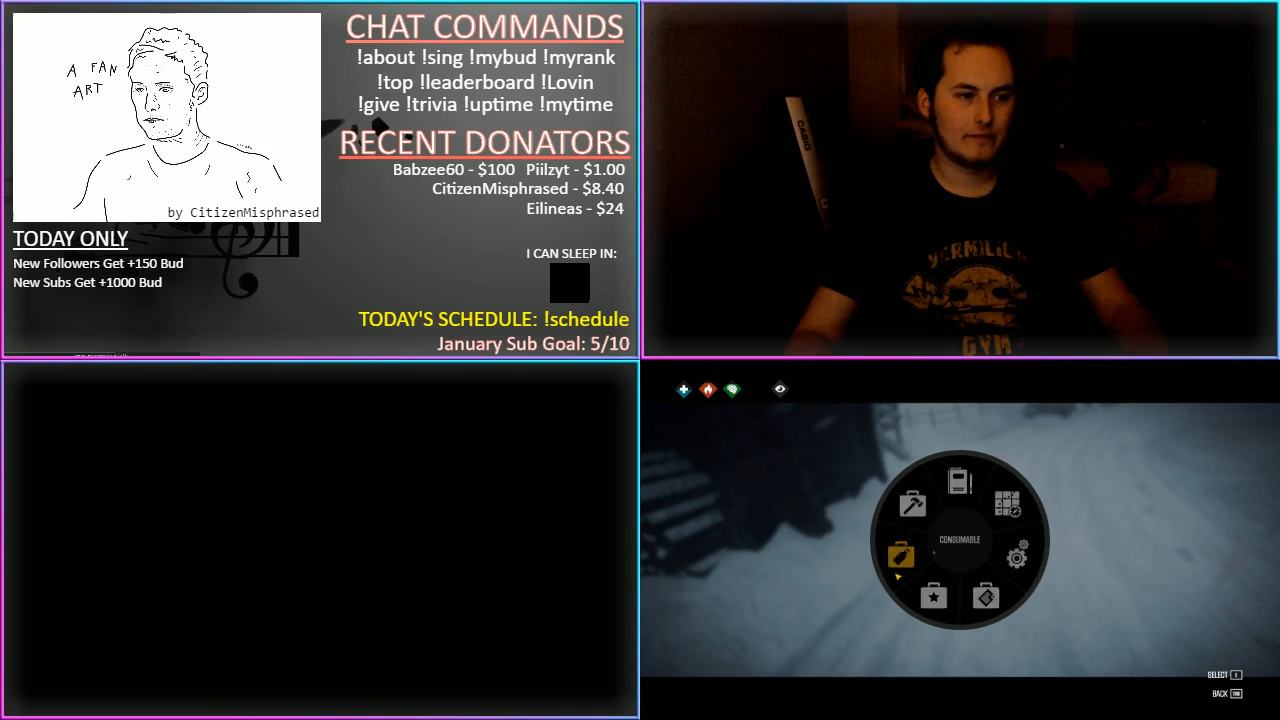 A FAN
ART
by CitizenMisphrased
CHAT COMMANDS
!about !sing !mybud !myrank
!top !leaderboard !Lovin
!give !trivia !uptime !mytime
RECENT DONATORS
Babzee60 - $100 Piilzyt - $1.00
CitizenMisphrased - $8.40
Eilineas - $24
TODAY ONLY
New Followers Get +150 Bud
New Subs Get +1000 Bud
I CAN SLEEP IN:
TODAY'S SCHEDULE: !schedule
January Sub Goal: 5/10
CASIO
VERMILION
GYM
CONSUMABLE
SELECT E
BACK TAB